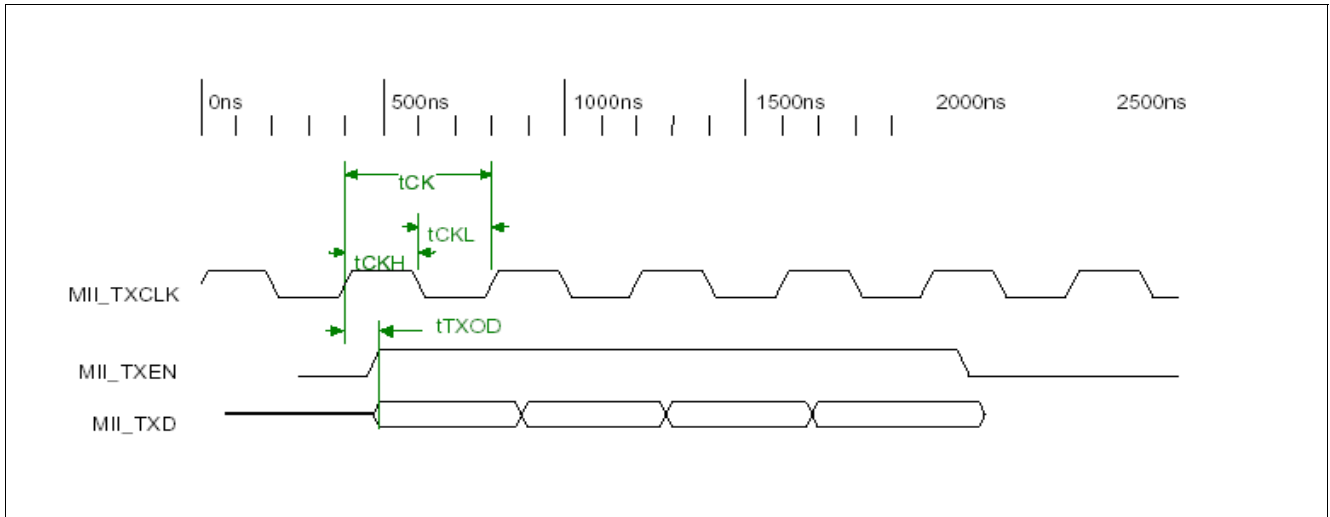 0ns 500ns 1000ns 1500ns 2000ns 2500ns
tCK
tCKL
tCKH
MII_TXCLK
tTXOD
MII_TXEN
MII_TXD